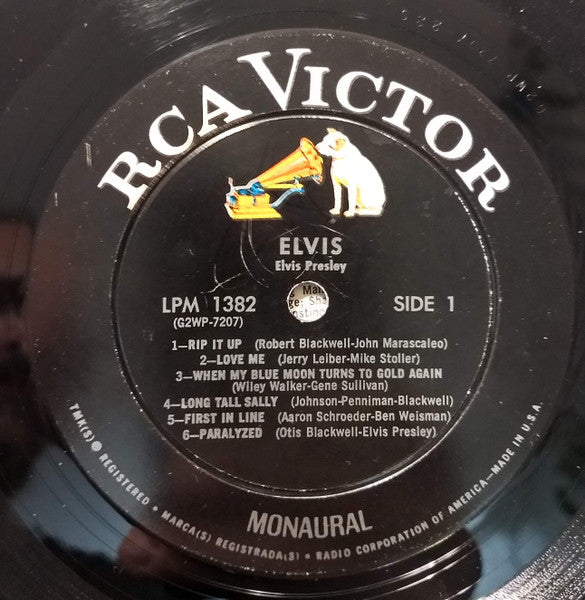 RCA VICTOR
ELVIS
Elvis Presley
LPM 1382
(G2WP-7207)
SIDE 1
1—RIP IT UP (Robert Blackwell-John Marascaleo)
2—LOVE ME (Jerry Leiber-Mike Stoller)
3—WHEN MY BLUE MOON TURNS TO GOLD AGAIN
(Wiley Walker-Gene Sullivan)
4—LONG TALL SALLY (Johnson-Penniman-Blackwell)
5—FIRST IN LINE (Aaron Schroeder-Ben Weisman)
6—PARALYZED (Otis Blackwell-Elvis Presley)
MONAURAL
TMK(S) ® REGISTERED • MARCA(S) REGISTRADA(S) • RADIO CORPORATION OF AMERICA—MADE IN U.S.A.